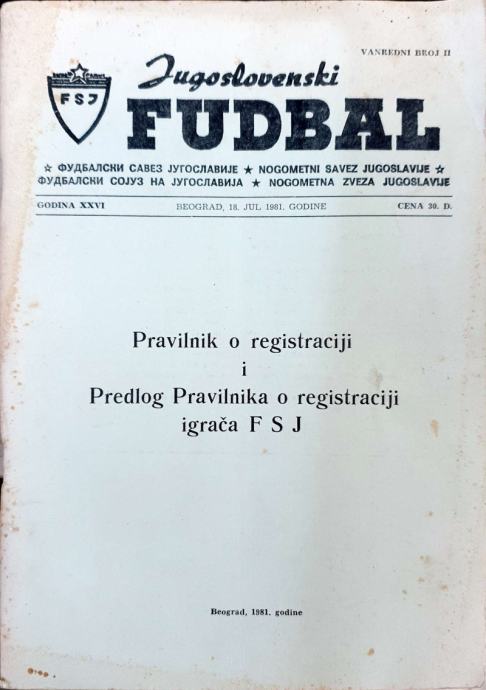 VANREDNI BROJ II
FSJ
Jugoslovenski
FUDBAL
☆ ФУДБАЛСКИ САВЕЗ ЈУГОСЛАВИЈЕ ★ NOGOMETNI SAVEZ JUGOSLAVIJE ☆
ФУДБАЛСКИ СОЈУЗ НА ЈУГОСЛАВИЈА ★ NOGOMETNA ZVEZA JUGOSLAVIJE
GODINA XXVI BEOGRAD, 18. JUL 1981. GODINE CENA 30. D.
Pravilnik o registraciji
i
Predlog Pravilnika o registraciji
igrača F S J
Beograd, 1981. godine